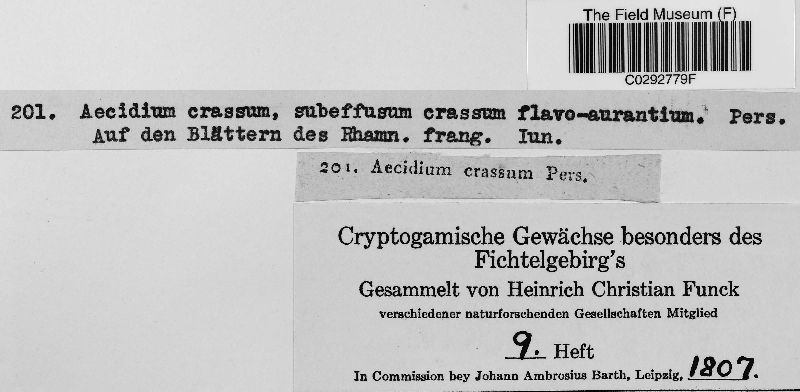 The Field Museum (F)
C0292779F
201. Aecidium crassum, subeffusum crassum flavo-aurantium. Pers.
Auf den Blättern des Rhamn. frang. Iun.
201. Aecidium crassum Pers.
Cryptogamische Gewächse besonders des
Fichtelgebirg's
Gesammelt von Heinrich Christian Funck
verschiedener naturforschenden Gesellschaften Mitglied
9. Heft
In Commission bey Johann Ambrosius Barth, Leipzig, 1807.